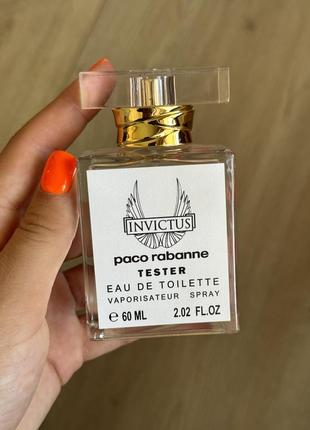 INVICTUS
paco rabanne
TESTER
EAU DE TOILETTE
VAPORISATEUR SPRAY
℮ 60 ML 2.02 FL.OZ